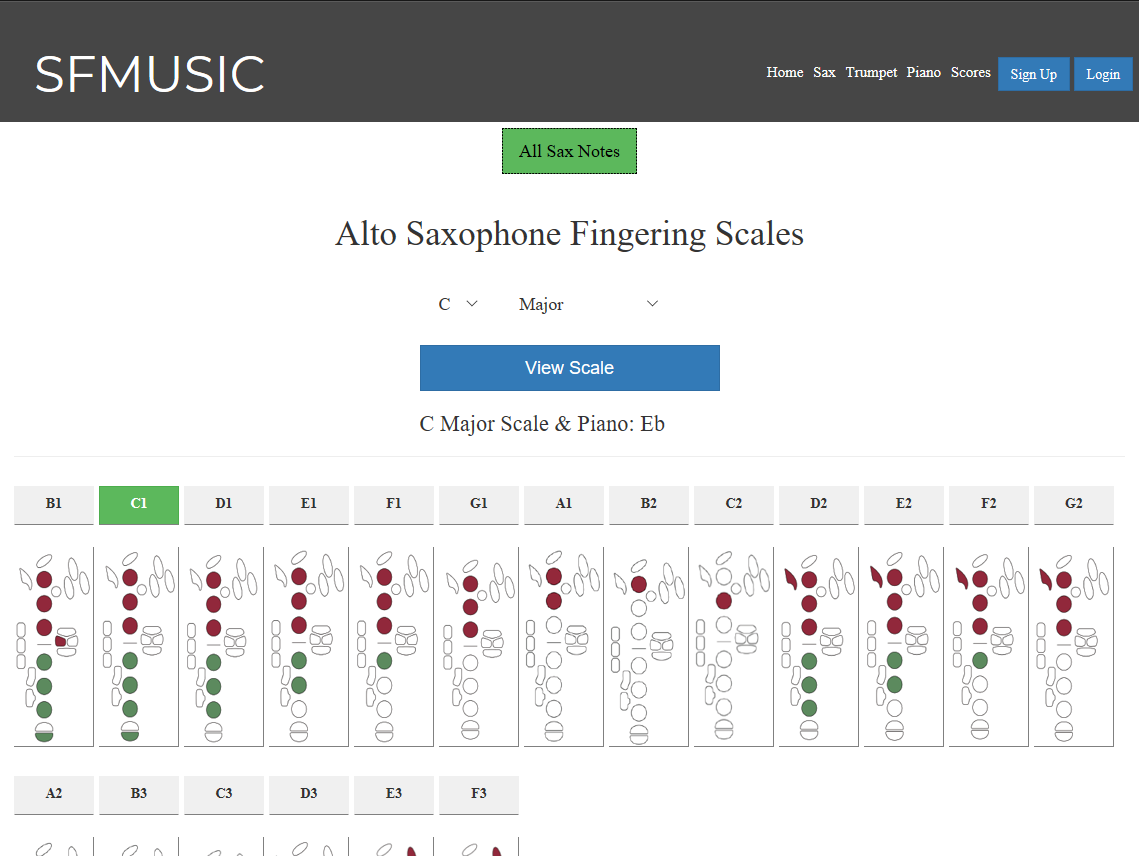 SFMUSIC
Home Sax Trumpet Piano Scores Sign Up Login
All Sax Notes
Alto Saxophone Fingering Scales
C Major
View Scale
C Major Scale & Piano: Eb
B1 C1 D1 E1 F1 G1 A1 B2 C2 D2 E2 F2 G2
A2 B3 C3 D3 E3 F3